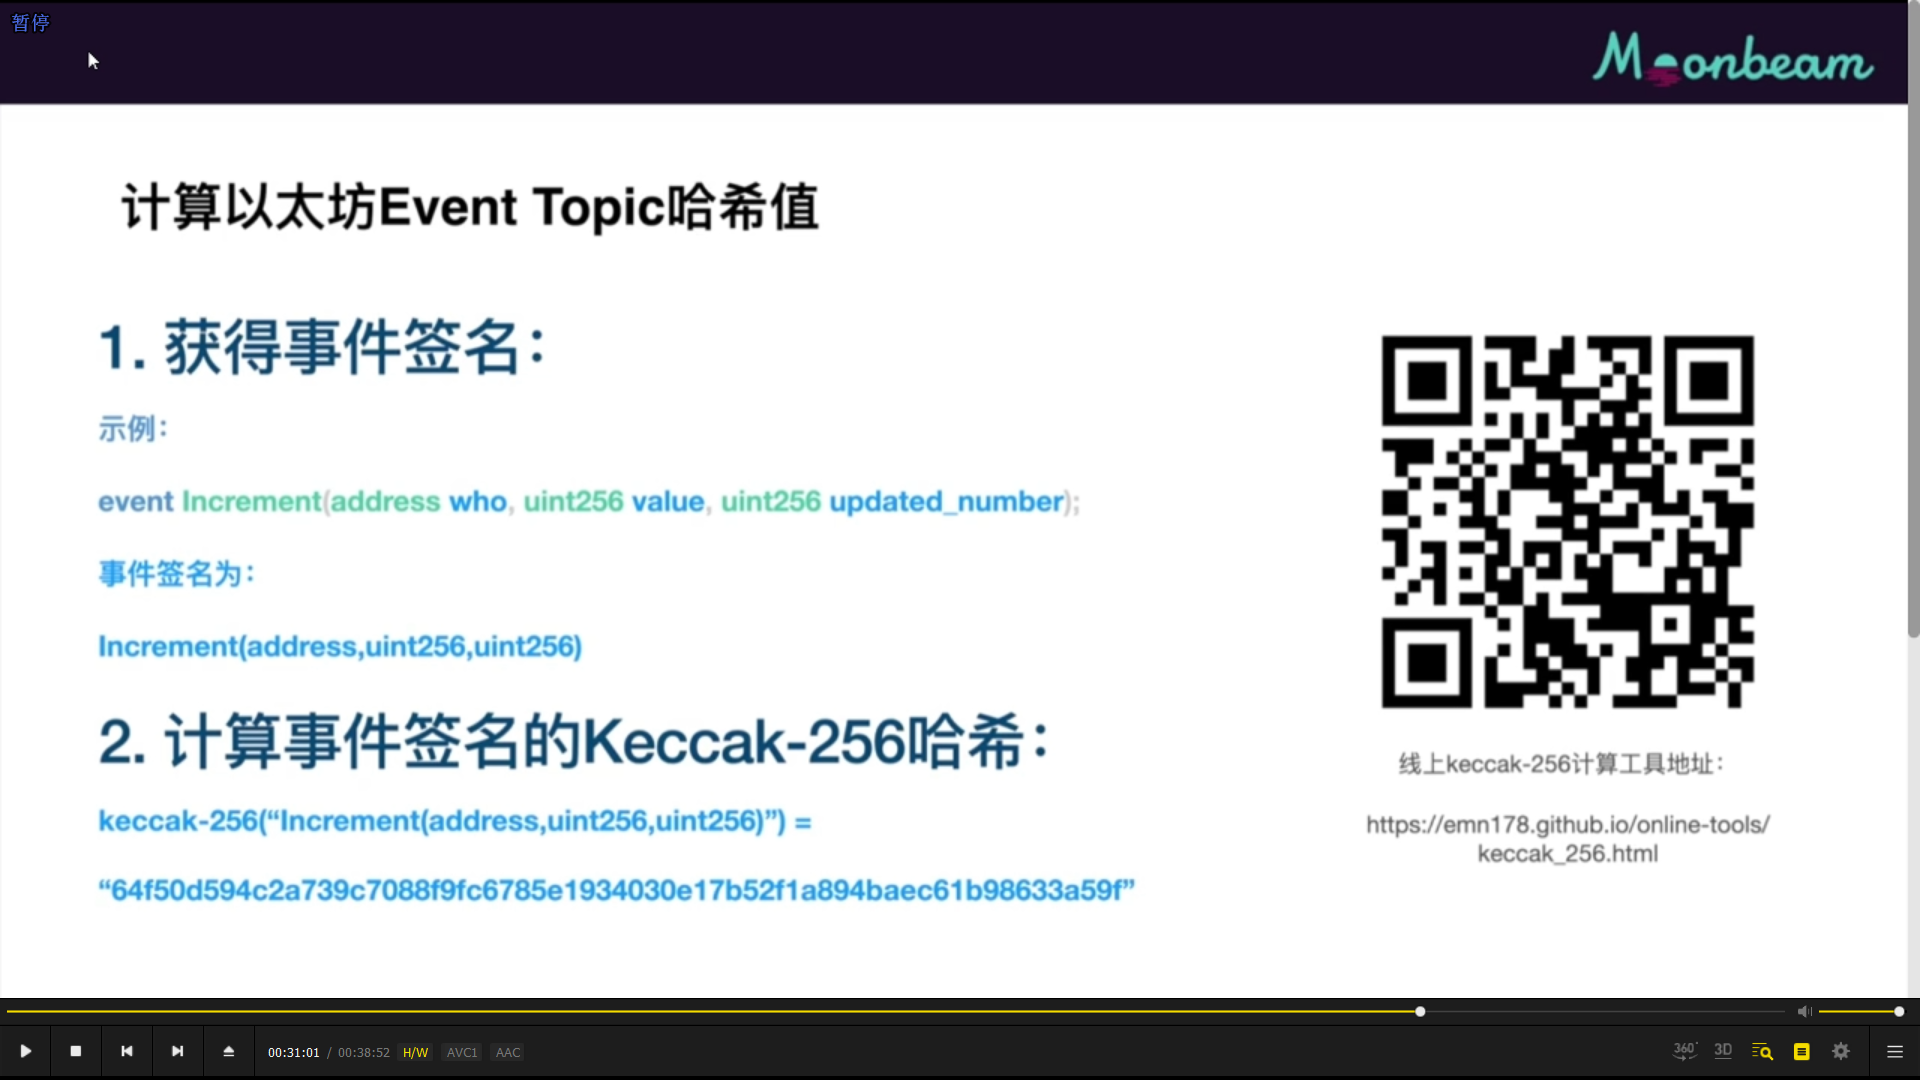 暂停
Moonbeam
计算以太坊Event Topic哈希值
1. 获得事件签名：
示例：
event Increment(address who, uint256 value, uint256 updated_number);
事件签名为：
Increment(address,uint256,uint256)
2. 计算事件签名的Keccak-256哈希：
keccak-256(“Increment(address,uint256,uint256)”) =
“64f50d594c2a739c7088f9fc6785e1934030e17b52f1a894baec61b98633a59f”
线上keccak-256计算工具地址：
https://emn178.github.io/online-tools/
keccak_256.html
00:31:01 / 00:38:52 H/W AVC1 AAC
360° 3D